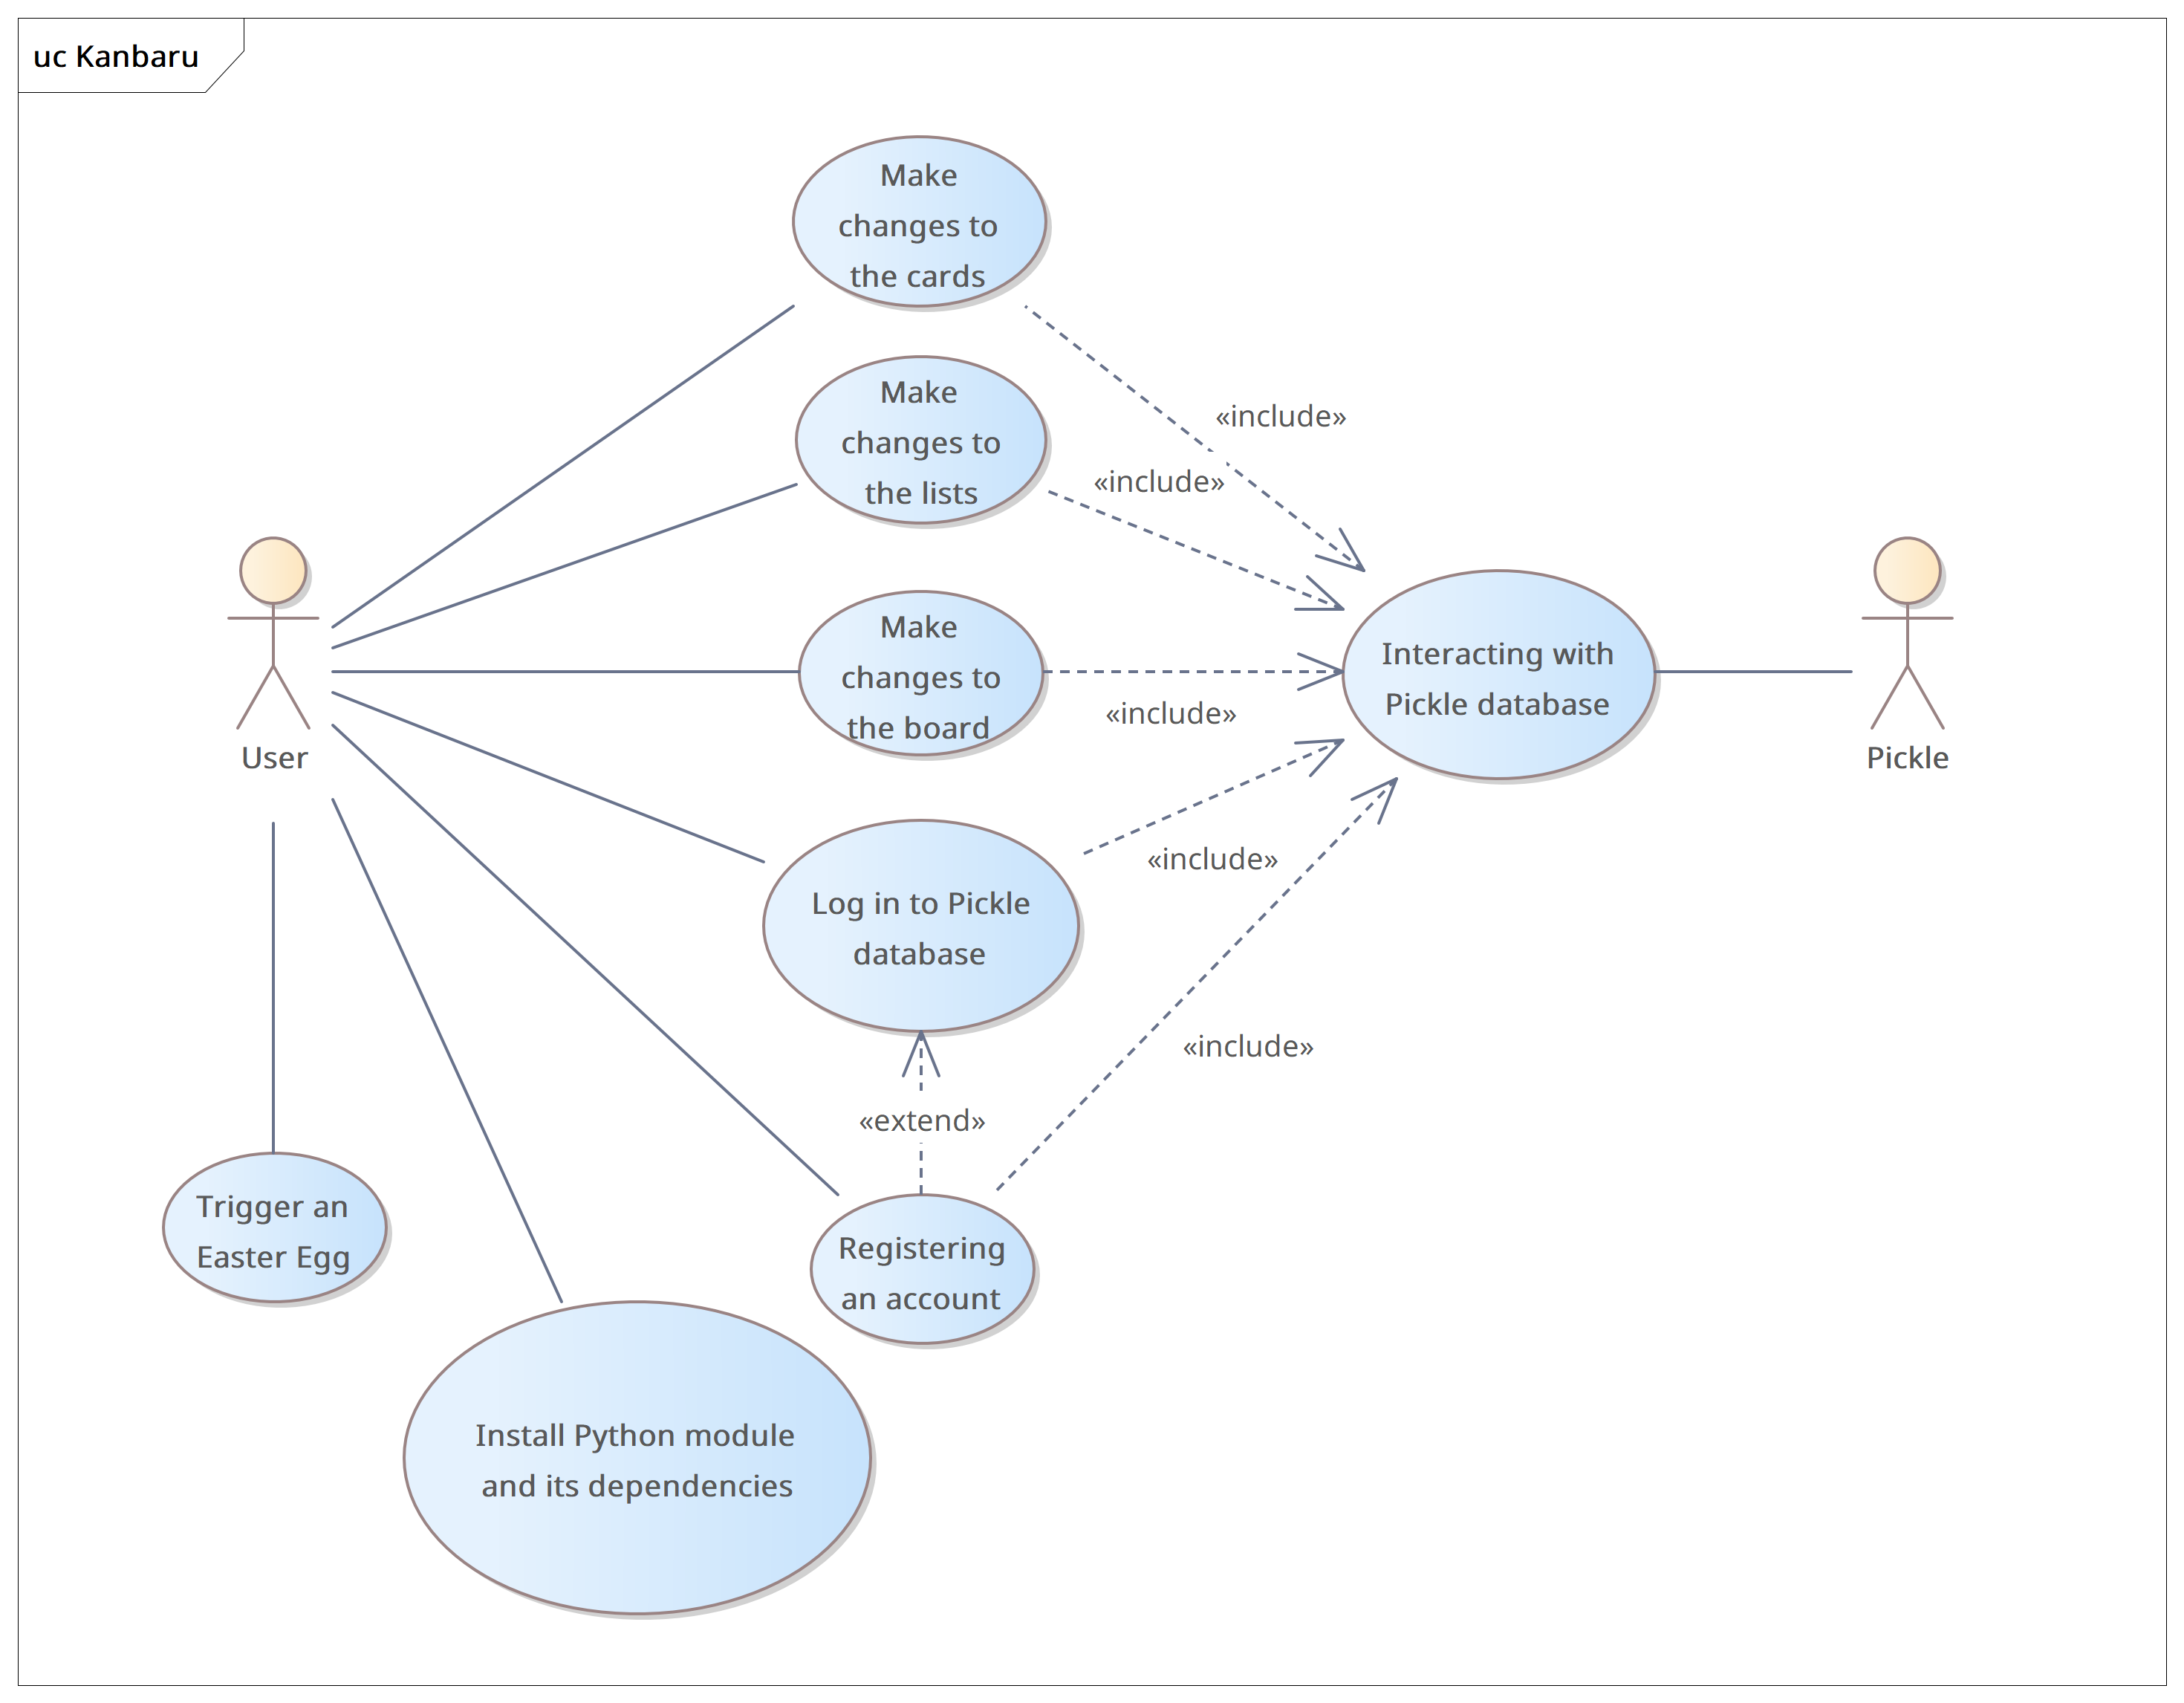 uc Kanbaru
Make
changes to
the cards
Make
changes to
the lists
«include»
«include»
Make
changes to
the board
«include»
Interacting with
Pickle database
User
Pickle
Log in to Pickle
database
«include»
«include»
«extend»
Trigger an
Easter Egg
Registering
an account
Install Python module
and its dependencies